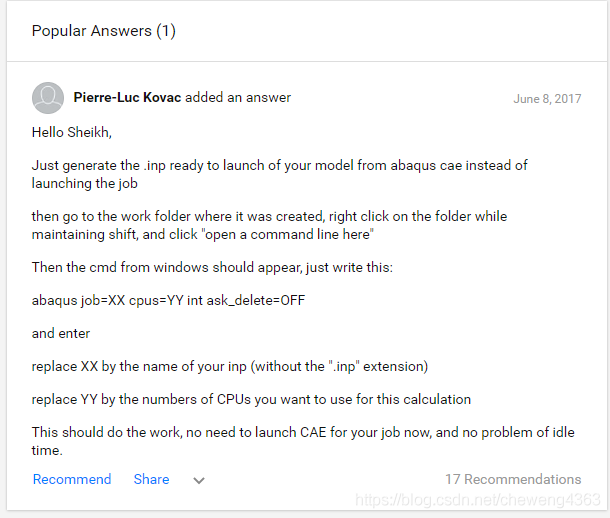 Popular Answers (1)
Pierre-Luc Kovac added an answer
June 8, 2017
Hello Sheikh,
Just generate the .inp ready to launch of your model from abaqus cae instead of
launching the job
then go to the work folder where it was created, right click on the folder while
maintaining shift, and click "open a command line here"
Then the cmd from windows should appear, just write this:
abaqus job=XX cpus=YY int ask_delete=OFF
and enter
replace XX by the name of your inp (without the ".inp" extension)
replace YY by the numbers of CPUs you want to use for this calculation
This should do the work, no need to launch CAE for your job now, and no problem of idle
time.
Recommend Share 17 Recommendations
https://blog.csdn.net/cheweng4363